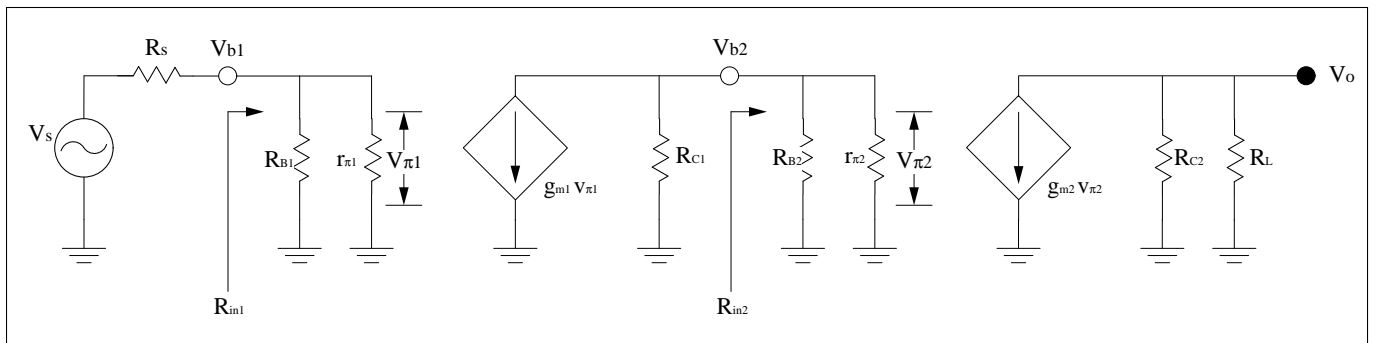 Rs
Vb1
Vb2
Vo
Vs
RB1
rπ1
Vπ1
RC1
RB2
rπ2
Vπ2
RC2
RL
gm1 vπ1
gm2 vπ2
Rin1
Rin2